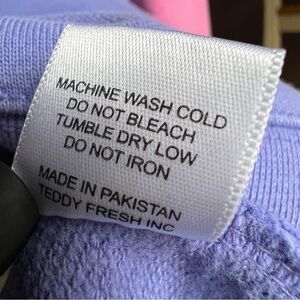 MACHINE WASH COLD
DO NOT BLEACH
TUMBLE DRY LOW
DO NOT IRON
MADE IN PAKISTAN
TEDDY FRESH INC